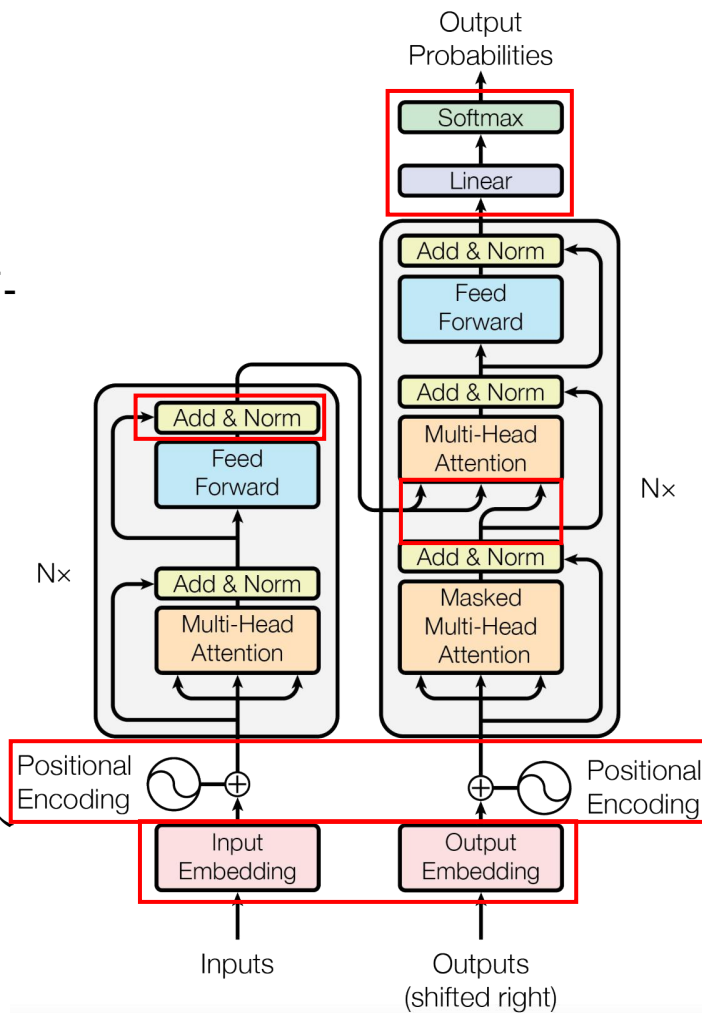 Output
Probabilities
Softmax
Linear
Add & Norm
Feed
Forward
Add & Norm
Multi-Head
Attention
Nx
Add & Norm
Masked
Multi-Head
Attention
Add & Norm
Feed
Forward
Nx
Add & Norm
Multi-Head
Attention
Positional
Encoding
Positional
Encoding
Input
Embedding
Output
Embedding
Inputs
Outputs
(shifted right)